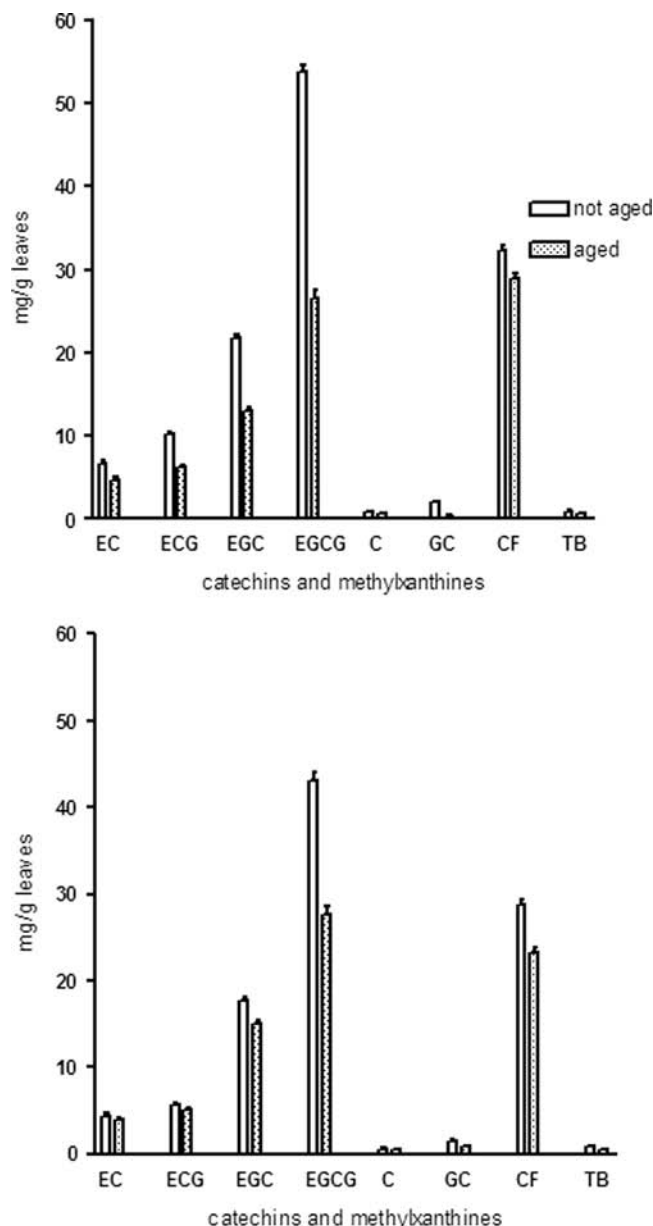 60
50
40
30
20
10
0
mg/g leaves
not aged
aged
EC ECG EGC EGCG C GC CF TB
catechins and methylxanthines
60
50
40
30
20
10
0
mg/g leaves
EC ECG EGC EGCG C GC CF TB
catechins and methylxanthines